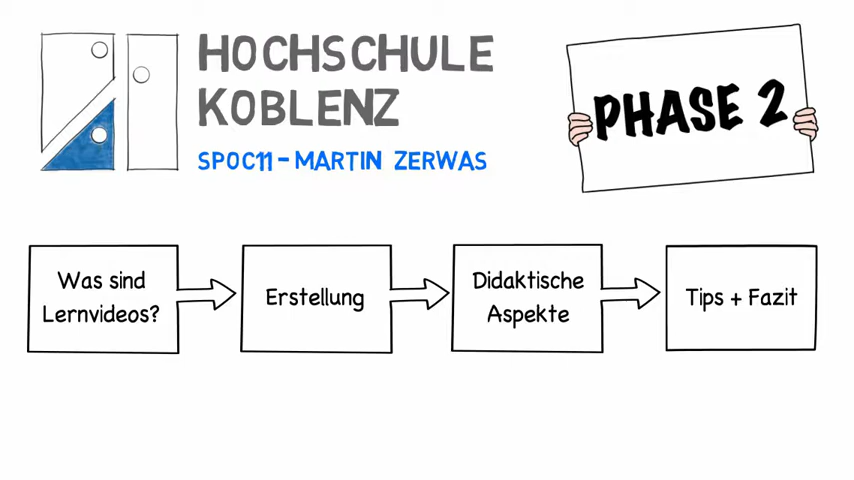 HOCHSCHULE
KOBLENZ
SPOC11 - MARTIN ZERWAS
PHASE 2
Was sind
Lernvideos?
Erstellung
Didaktische
Aspekte
Tips + Fazit